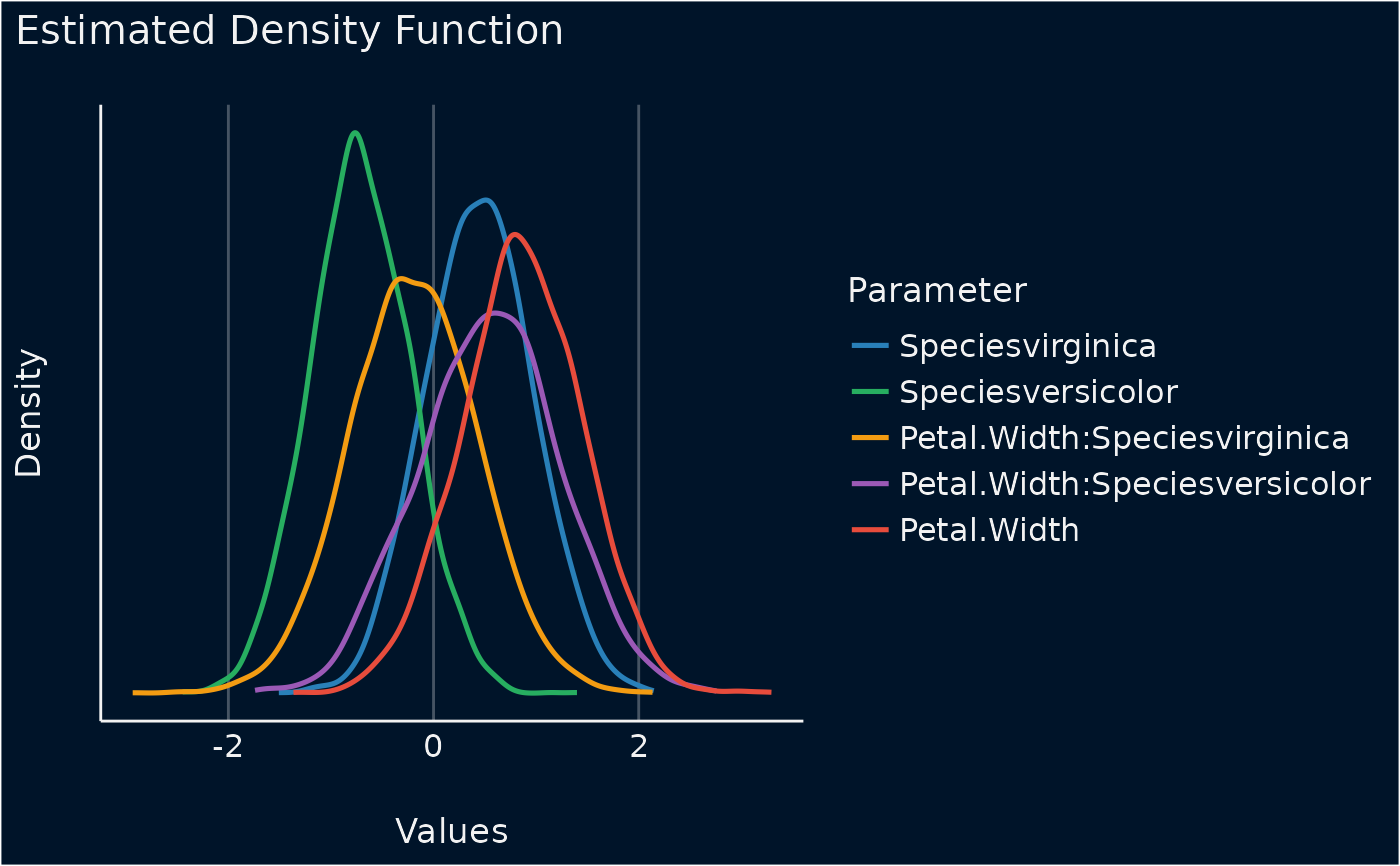 Estimated Density Function
Density
-2 0 2
Values
Parameter
Speciesvirginica
Speciesversicolor
Petal.Width:Speciesvirginica
Petal.Width:Speciesversicolor
Petal.Width